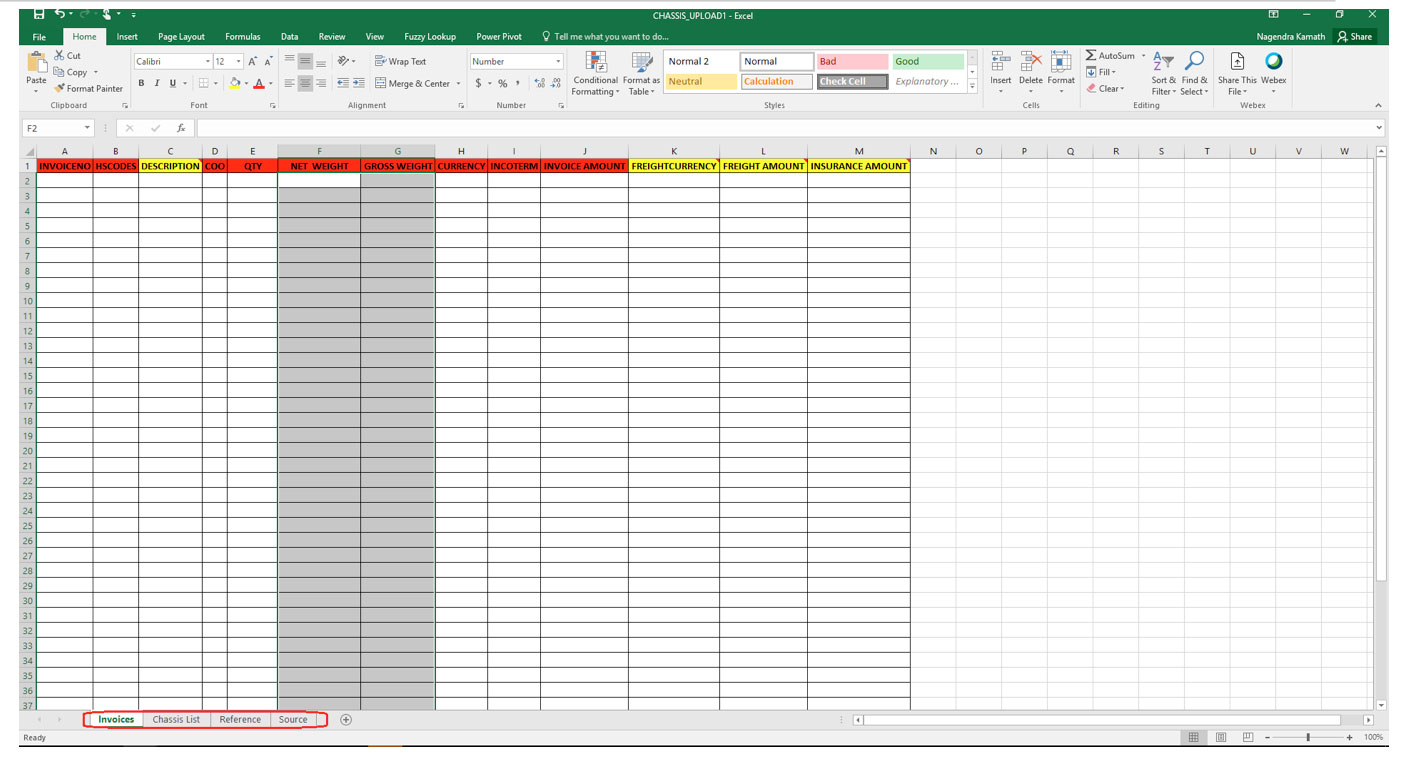 CHASSIS_UPLOAD1 - Excel
File Home Insert Page Layout Formulas Data Review View Fuzzy Lookup Power Pivot Tell me what you want to do... Nagendra Kamath Share
Paste Cut Copy Format Painter
Calibri 12 B I U A
Wrap Text Merge & Center
Number $ % ,
Conditional Formatting Format as Table
Normal 2 Normal Bad Good
Neutral Calculation Check Cell Explanatory ...
Insert Delete Format
AutoSum Fill Clear
Sort & Filter Find & Select
Share This File Webex
Clipboard Font Alignment Number Styles Cells Editing Webex
F2 fx
A B C D E F G H I J K L M N O P Q R S T U V W
1 INVOICENO HSCODES DESCRIPTION COO QTY NET WEIGHT GROSS WEIGHT CURRENCY INCOTERM INVOICE AMOUNT FREIGHTCURRENCY FREIGHT AMOUNT INSURANCE AMOUNT
2
3
4
5
6
7
8
9
10
11
12
13
14
15
16
17
18
19
20
21
22
23
24
25
26
27
28
29
30
31
32
33
34
35
36
37
Invoices Chassis List Reference Source
Ready 100%